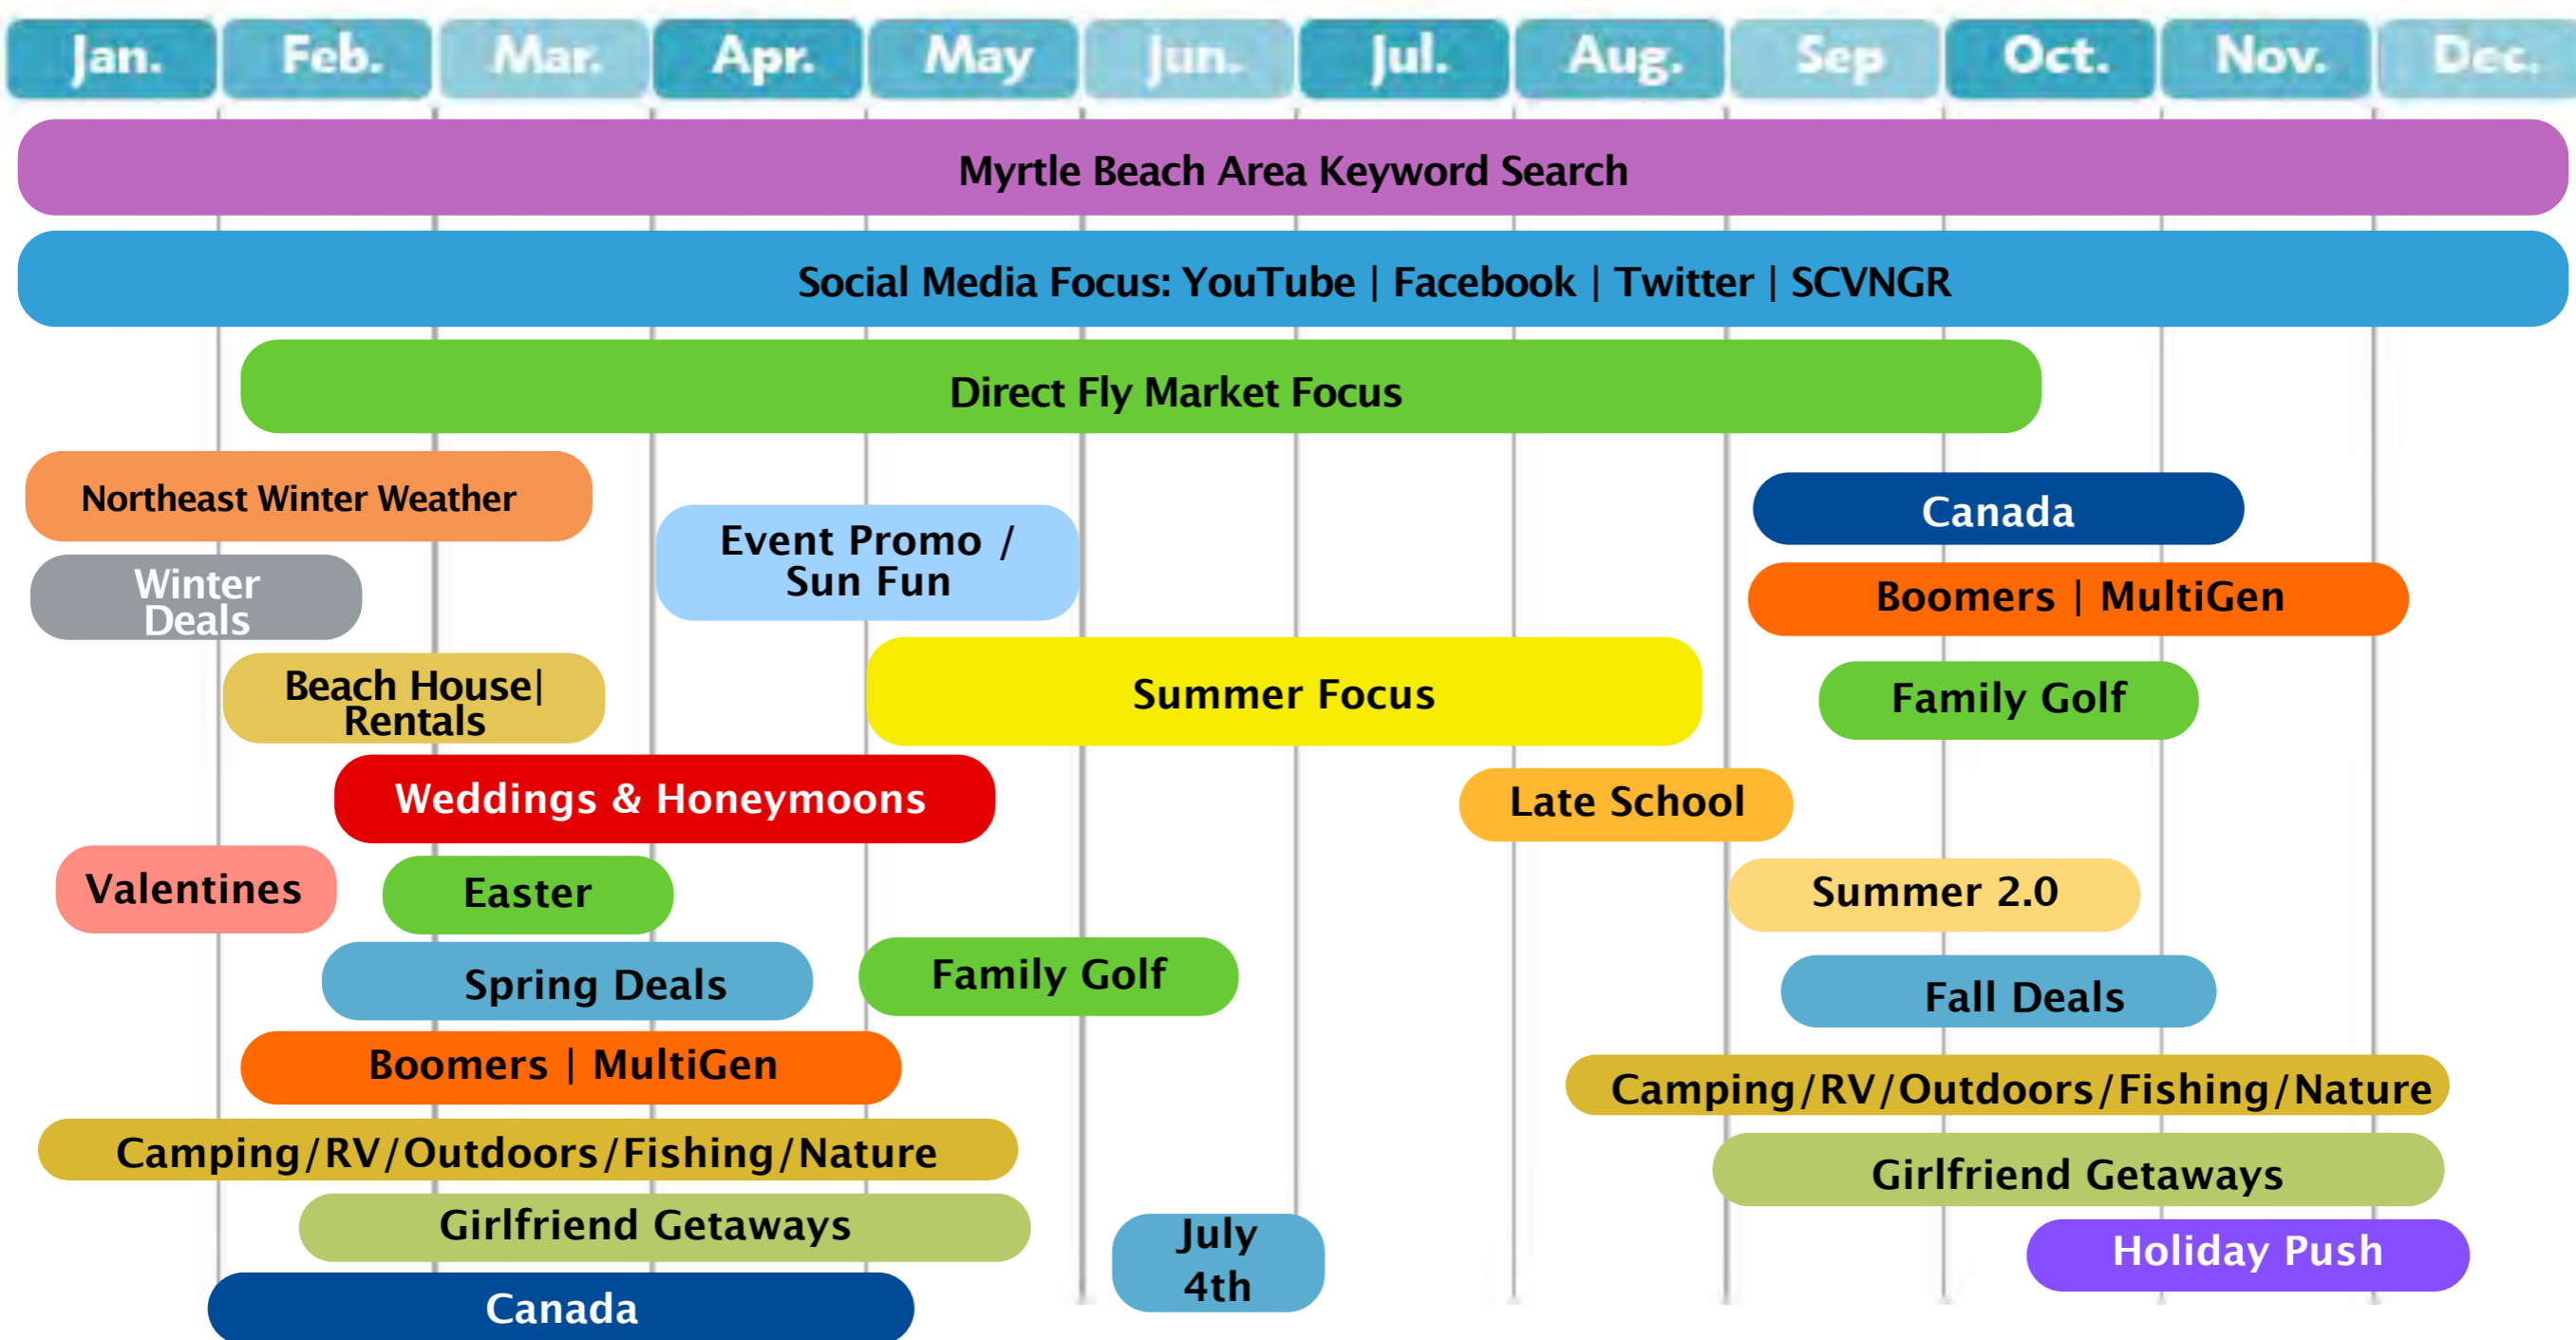 Jan. Feb. Mar. Apr. May Jun. Jul. Aug. Sep Oct. Nov. Dec.
Myrtle Beach Area Keyword Search
Social Media Focus: YouTube | Facebook | Twitter | SCVNGR
Direct Fly Market Focus
Northeast Winter Weather
Canada
Event Promo /
Sun Fun
Winter
Deals
Boomers | MultiGen
Beach House|
Rentals
Summer Focus
Family Golf
Weddings & Honeymoons
Late School
Valentines
Easter
Summer 2.0
Spring Deals
Family Golf
Fall Deals
Boomers | MultiGen
Camping/RV/Outdoors/Fishing/Nature
Camping/RV/Outdoors/Fishing/Nature
Girlfriend Getaways
Girlfriend Getaways
July
4th
Holiday Push
Canada